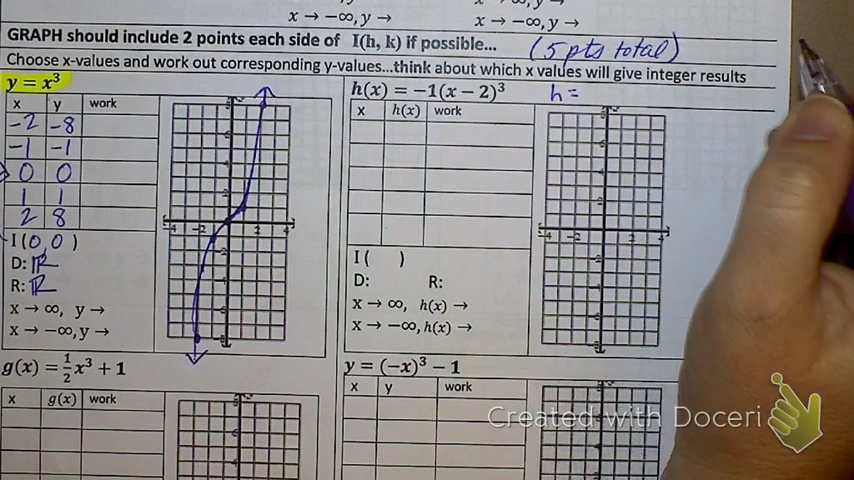 x → −∞, y →
x → −∞, y →
GRAPH should include 2 points each side of I(h, k) if possible... (5 pts total)
Choose x-values and work out corresponding y-values...think about which x values will give integer results
y = x³
x y work
-2 -8
-1 -1
0 0
1 1
2 8
I (0,0 )
D: ℝ
R: ℝ
x → ∞, y →
x → −∞, y →
h(x) = −1(x − 2)³
h =
x h(x) work
I ( )
D: R:
x → ∞, h(x) →
x → −∞, h(x) →
g(x) = ½x³ + 1
x g(x) work
y = (−x)³ − 1
x y work
Created with Doceri